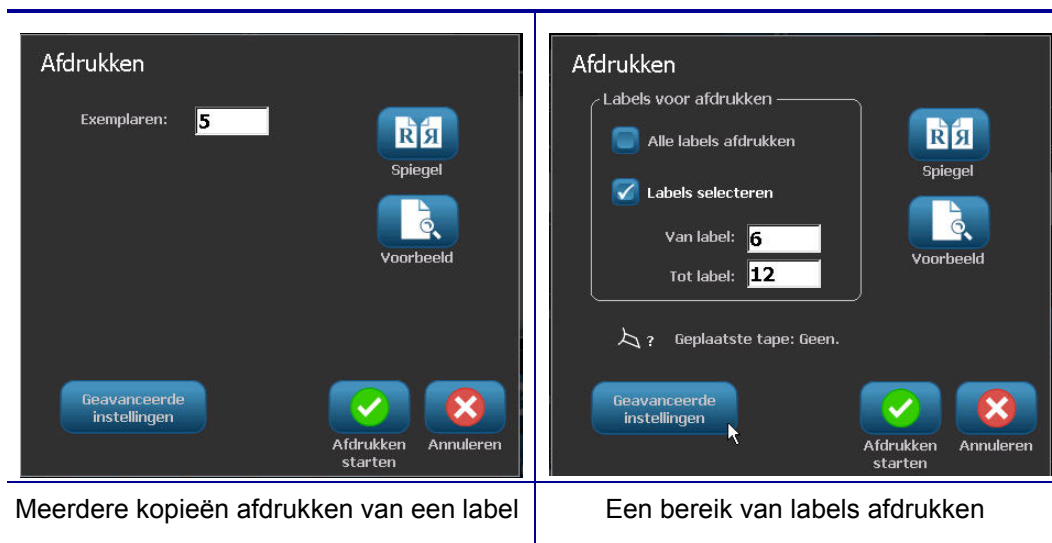 Afdrukken
Exemplaren: 5
R Я
Spiegel
Voorbeeld
Geavanceerde
instellingen
Afdrukken
starten
Annuleren
Meerdere kopieën afdrukken van een label
Afdrukken
Labels voor afdrukken
Alle labels afdrukken
Labels selecteren
Van label: 6
Tot label: 12
R Я
Spiegel
Voorbeeld
? Geplaatste tape: Geen.
Geavanceerde
instellingen
Afdrukken
starten
Annuleren
Een bereik van labels afdrukken